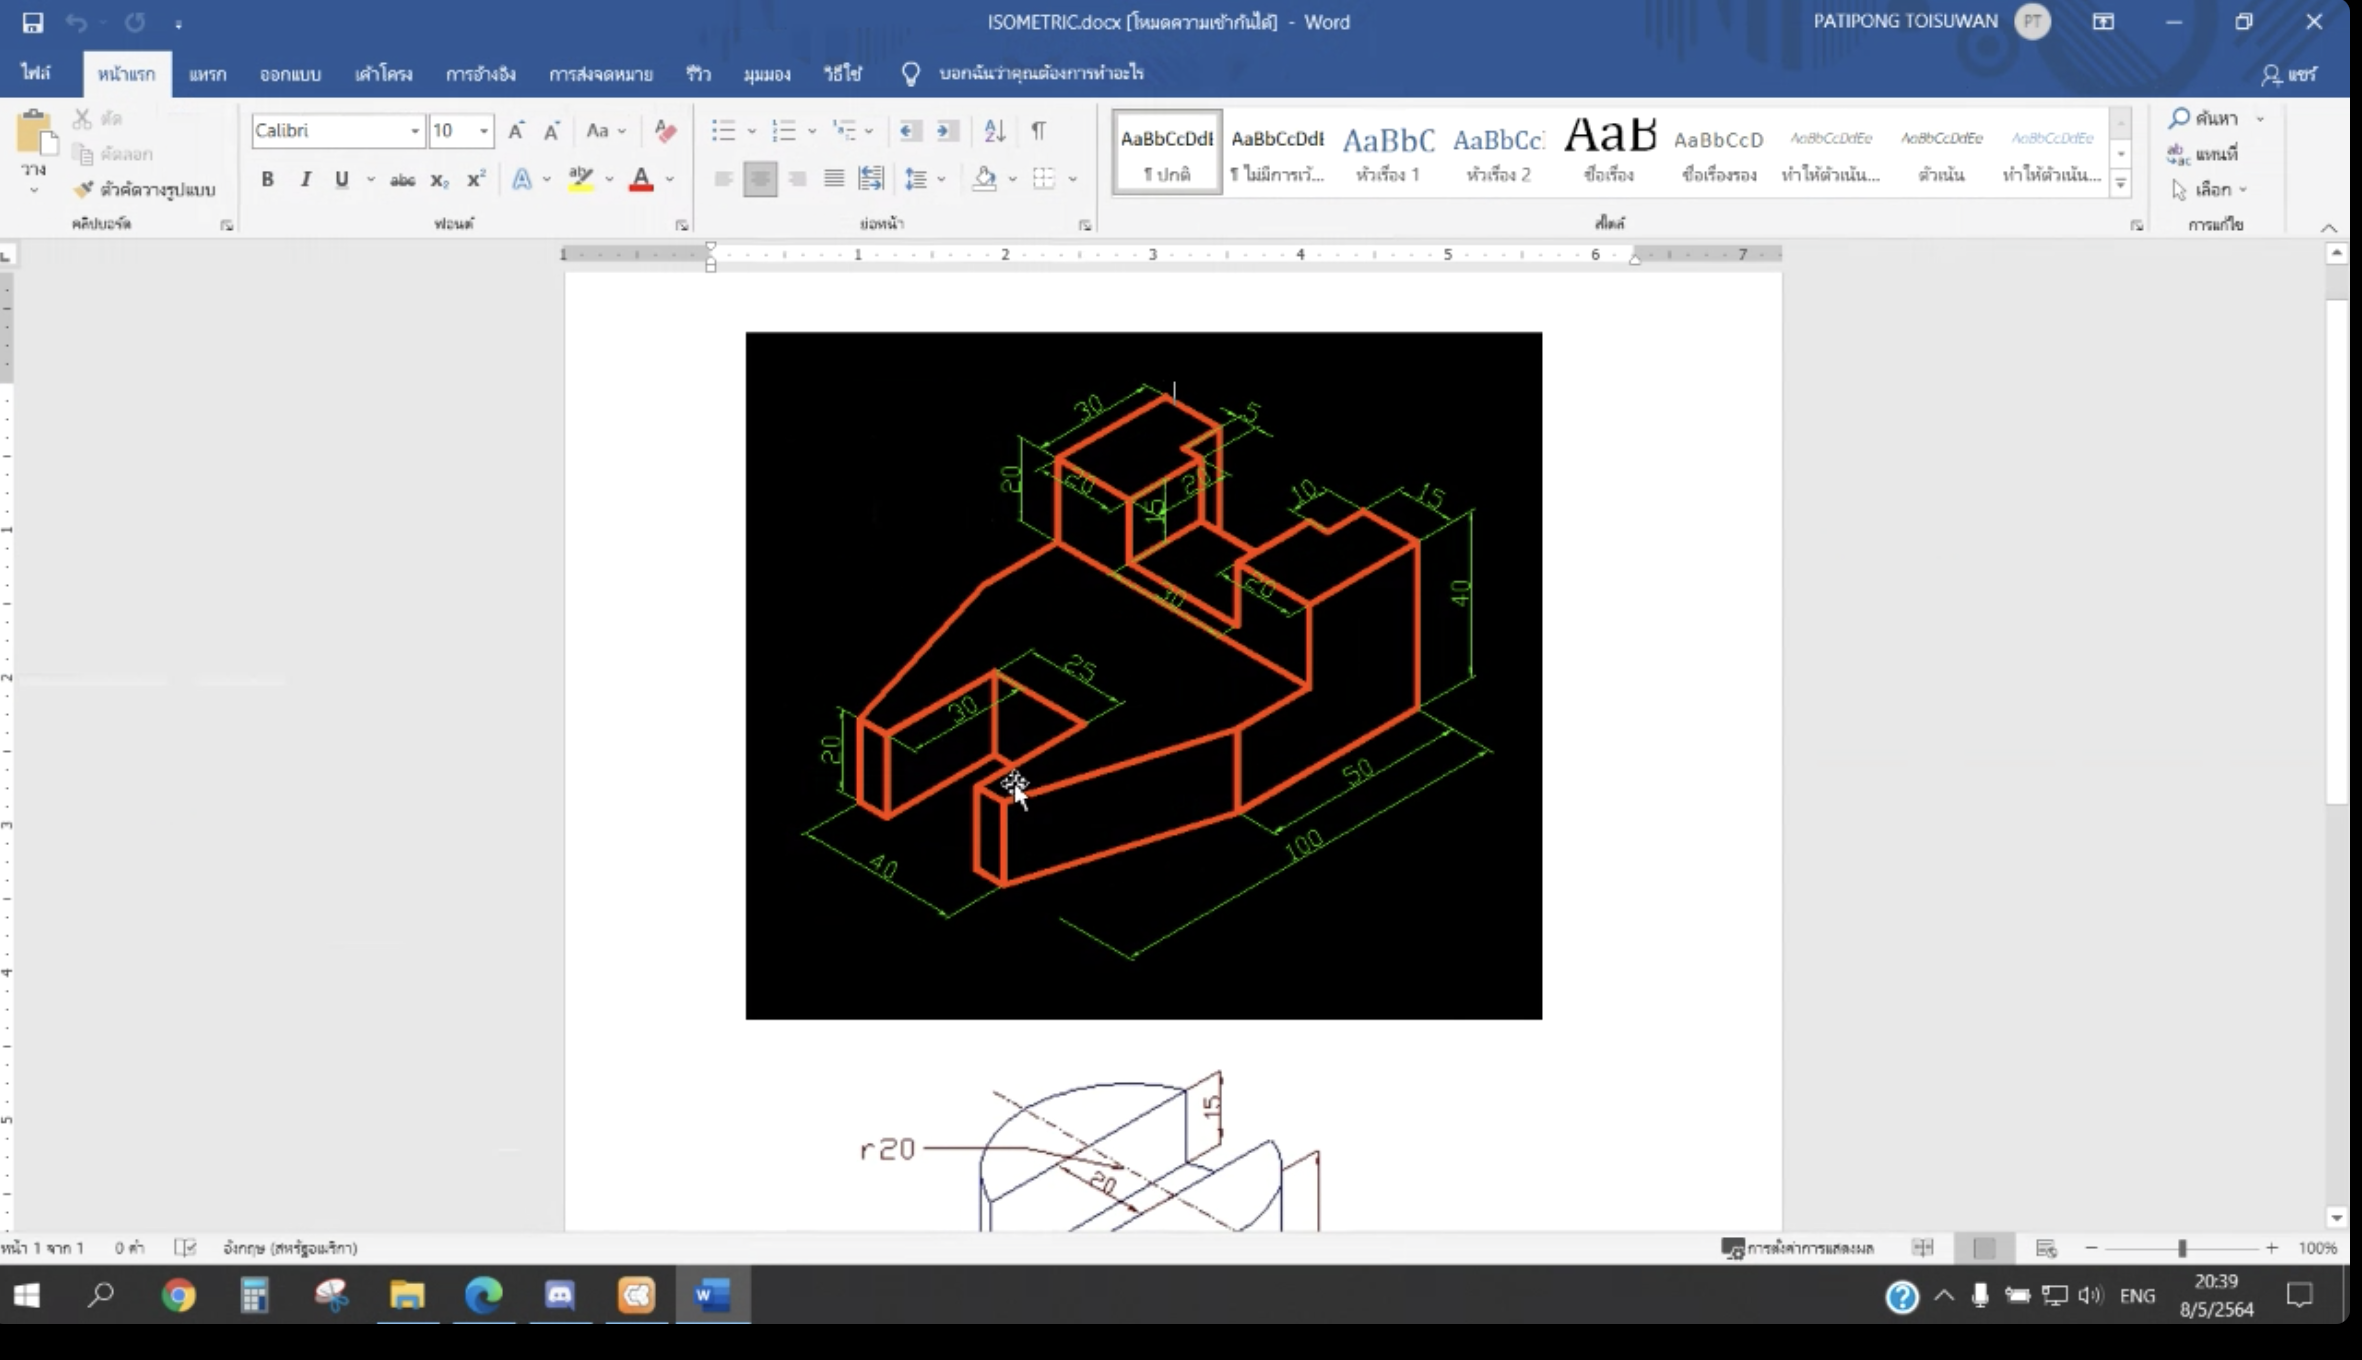 ISOMETRIC.docx [โหมดความเข้ากันได้] - Word
PATIPONG TOISUWAN PT
ไฟล์ หน้าแรก แทรก ออกแบบ เค้าโครง การอ้างอิง การส่งจดหมาย รีวิว มุมมอง วิธีใช้ บอกฉันว่าคุณต้องการทำอะไร แชร์
วาง
ตัด
คัดลอก
ตัวคัดวางรูปแบบ
คลิปบอร์ด
Calibri 10 A A Aa
B I U abc X₂ X² A aby A
ฟอนต์
ย่อหน้า
AaBbCcDdE AaBbCcDdE AaBbC AaBbCc AaB AaBbCcD AaBbCcDdEe AaBbCcDdEe AaBbCcDdEe
¶ ปกติ ¶ ไม่มีการเว้... หัวเรื่อง 1 หัวเรื่อง 2 ชื่อเรื่อง ชื่อเรื่องรอง ทำให้ตัวเน้น... ตัวเน้น ทำให้ตัวเน้น...
สไตล์
ค้นหา
แทนที่
เลือก
การแก้ไข
1 1 2 3 4 5 6 7
1
2
3
4
5
30
5
20
20
20
15
10
15
20
30
40
25
30
20
50
100
40
15
r20
20
หน้า 1 จาก 1 0 คำ อังกฤษ (สหรัฐอเมริกา) การตั้งค่าการแสดงผล 100%
ENG
20:39
8/5/2564